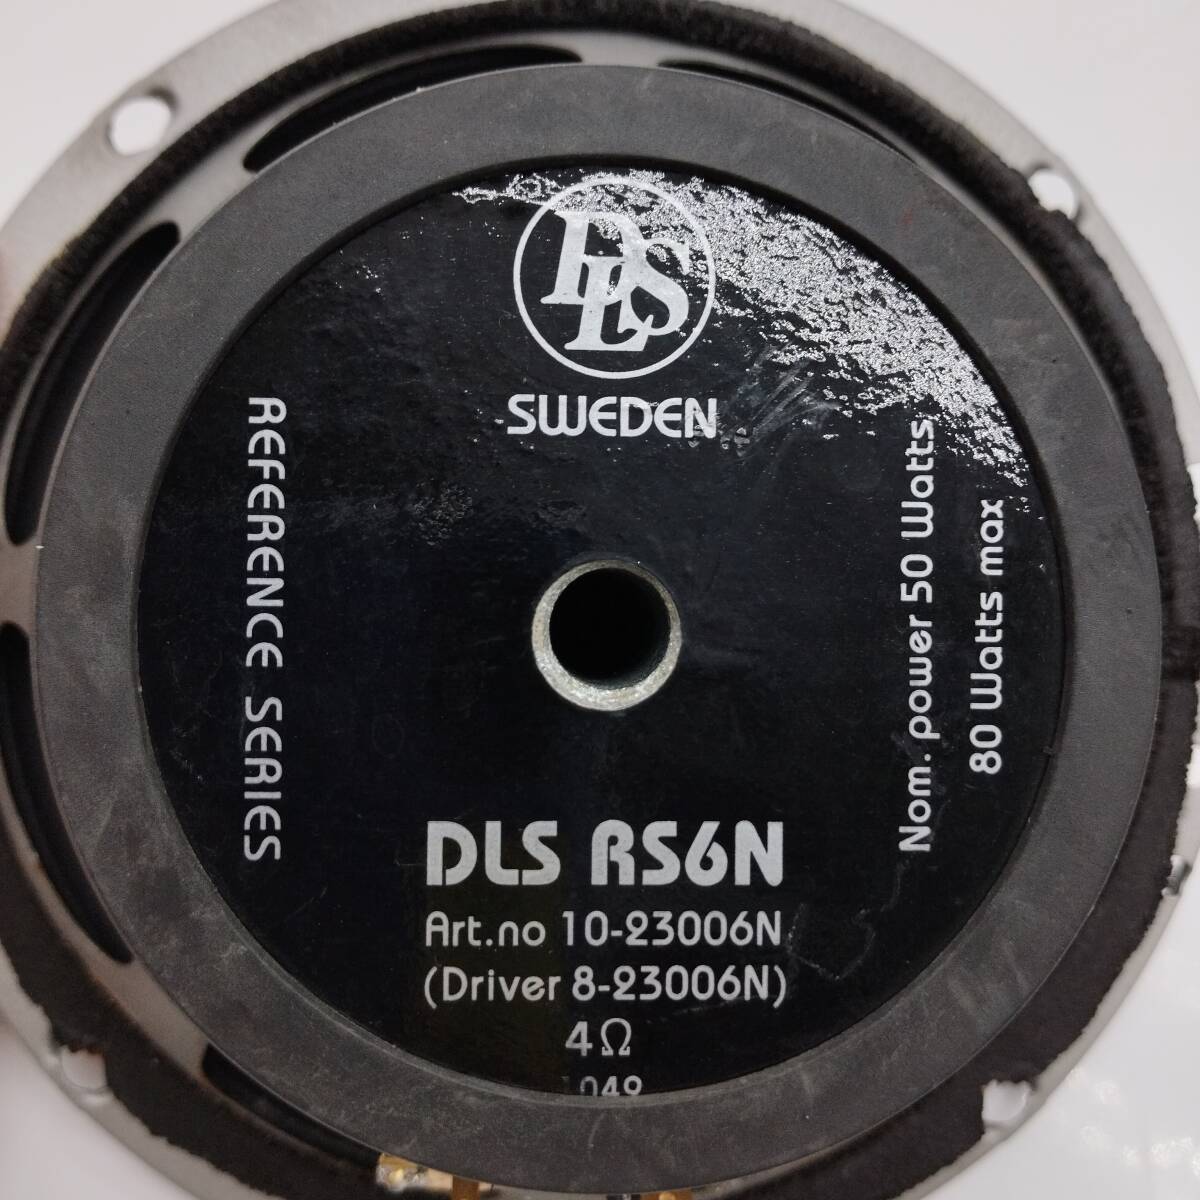 DLS
SWEDEN
REFERENCE SERIES
Nom. power 50 Watts
80 Watts max
DLS RS6N
Art.no 10-23006N
(Driver 8-23006N)
4Ω